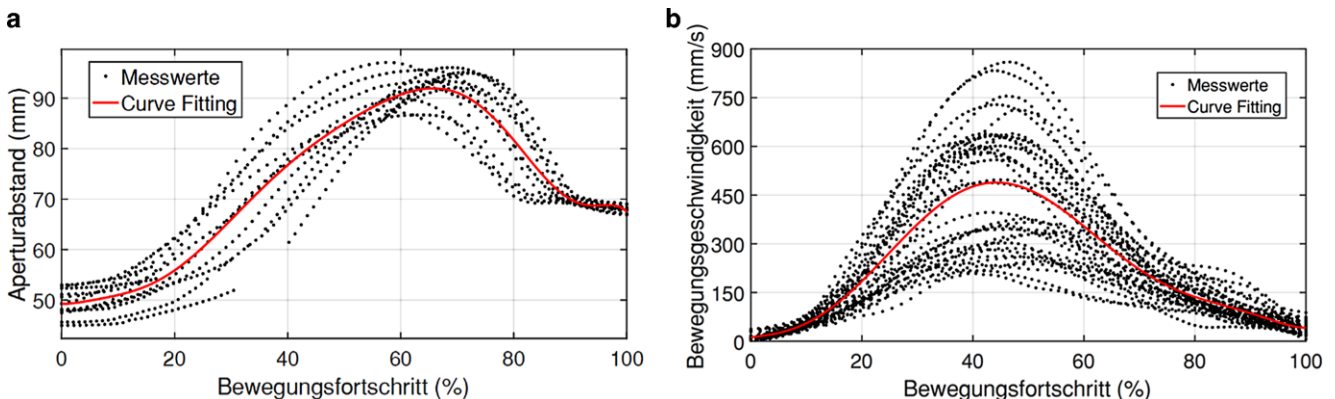 a
Aperturabstand (mm)
90
80
70
60
50
Messwerte
Curve Fitting
0 20 40 60 80 100
Bewegungsfortschritt (%)
b
Bewegungsgeschwindigkeit (mm/s)
900
750
600
450
300
150
0
Messwerte
Curve Fitting
0 20 40 60 80 100
Bewegungsfortschritt (%)